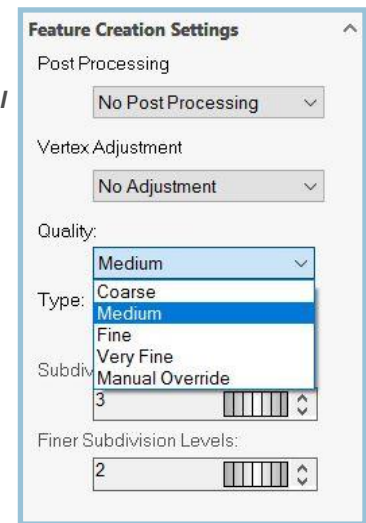 Feature Creation Settings
Post Processing
No Post Processing
Vertex Adjustment
No Adjustment
Quality:
Medium
Type:
Coarse
Medium
Fine
Very Fine
Manual Override
Subdiv
3
Finer Subdivision Levels:
2